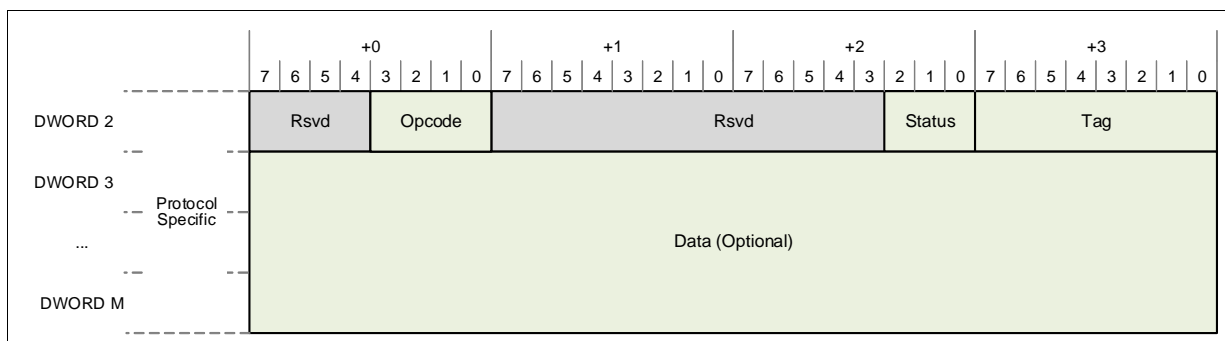 +0 +1 +2 +3
7 6 5 4 3 2 1 0 7 6 5 4 3 2 1 0 7 6 5 4 3 2 1 0 7 6 5 4 3 2 1 0
DWORD 2 Rsvd Opcode Rsvd Status Tag
DWORD 3
Protocol
Specific
... Data (Optional)
DWORD M